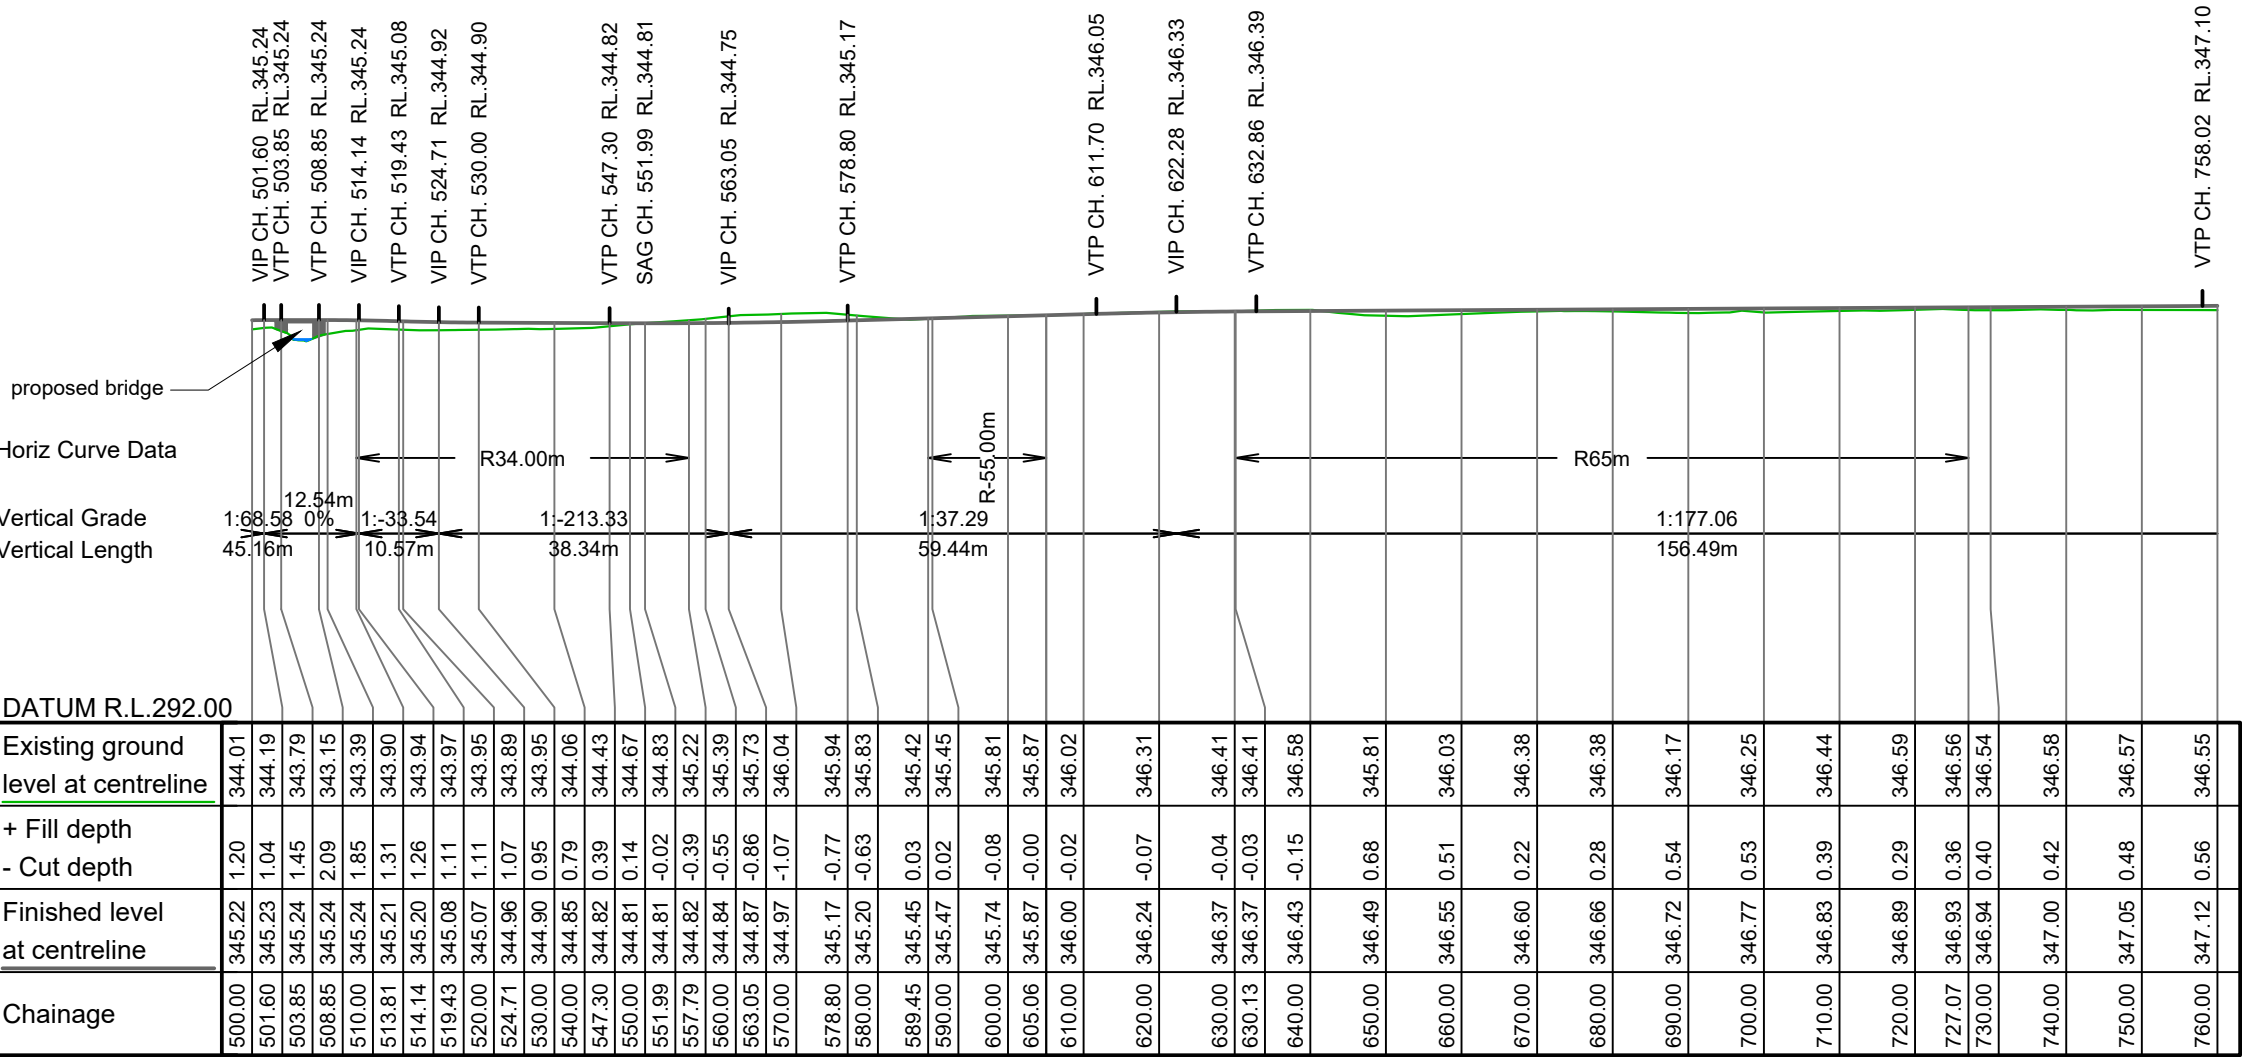 VIP CH. 501.60 RL.345.24
VTP CH. 503.85 RL.345.24
VTP CH. 508.85 RL.345.24
VIP CH. 514.14 RL.345.24
VTP CH. 519.43 RL.345.08
VIP CH. 524.71 RL.344.92
VTP CH. 530.00 RL.344.90
VTP CH. 547.30 RL.344.82
SAG CH. 551.99 RL.344.81
VIP CH. 563.05 RL.344.75
VTP CH. 578.80 RL.345.17
VTP CH. 611.70 RL.346.05
VIP CH. 622.28 RL.346.33
VTP CH. 632.86 RL.346.39
VTP CH. 758.02 RL.347.10
proposed bridge
Horiz Curve Data
R34.00m
R-55.00m
R65m
12.54m
Vertical Grade 1:68.58 0% 1:-33.54 1:-213.33 1:37.29 1:177.06
Vertical Length 45.16m 10.57m 38.34m 59.44m 156.49m
DATUM R.L.292.00
Existing ground
level at centreline
344.01 344.19 343.79 343.15 343.39 343.90 343.94 343.97 343.95 343.89 343.95 344.06 344.43 344.67 344.83 345.22 345.39 345.73 346.04 345.94 345.83 345.42 345.45 345.81 345.87 346.02 346.31 346.41 346.41 346.58 345.81 346.03 346.38 346.38 346.17 346.25 346.44 346.59 346.56 346.54 346.58 346.57 346.55
+ Fill depth
- Cut depth
1.20 1.04 1.45 2.09 1.85 1.31 1.26 1.11 1.11 1.07 0.95 0.79 0.39 0.14 -0.02 -0.39 -0.55 -0.86 -1.07 -0.77 -0.63 0.03 0.02 -0.08 -0.00 -0.02 -0.07 -0.04 -0.03 -0.15 0.68 0.51 0.22 0.28 0.54 0.53 0.39 0.29 0.36 0.40 0.42 0.48 0.56
Finished level
at centreline
345.22 345.23 345.24 345.24 345.24 345.21 345.20 345.08 345.07 344.96 344.90 344.85 344.82 344.81 344.81 344.82 344.84 344.87 344.97 345.17 345.20 345.45 345.47 345.74 345.87 346.00 346.24 346.37 346.37 346.43 346.49 346.55 346.60 346.66 346.72 346.77 346.83 346.89 346.93 346.94 347.00 347.05 347.12
Chainage
500.00 501.60 503.85 508.85 510.00 513.81 514.14 519.43 520.00 524.71 530.00 540.00 547.30 550.00 551.99 557.79 560.00 563.05 570.00 578.80 580.00 589.45 590.00 600.00 605.06 610.00 620.00 630.00 630.13 640.00 650.00 660.00 670.00 680.00 690.00 700.00 710.00 720.00 727.07 730.00 740.00 750.00 760.00